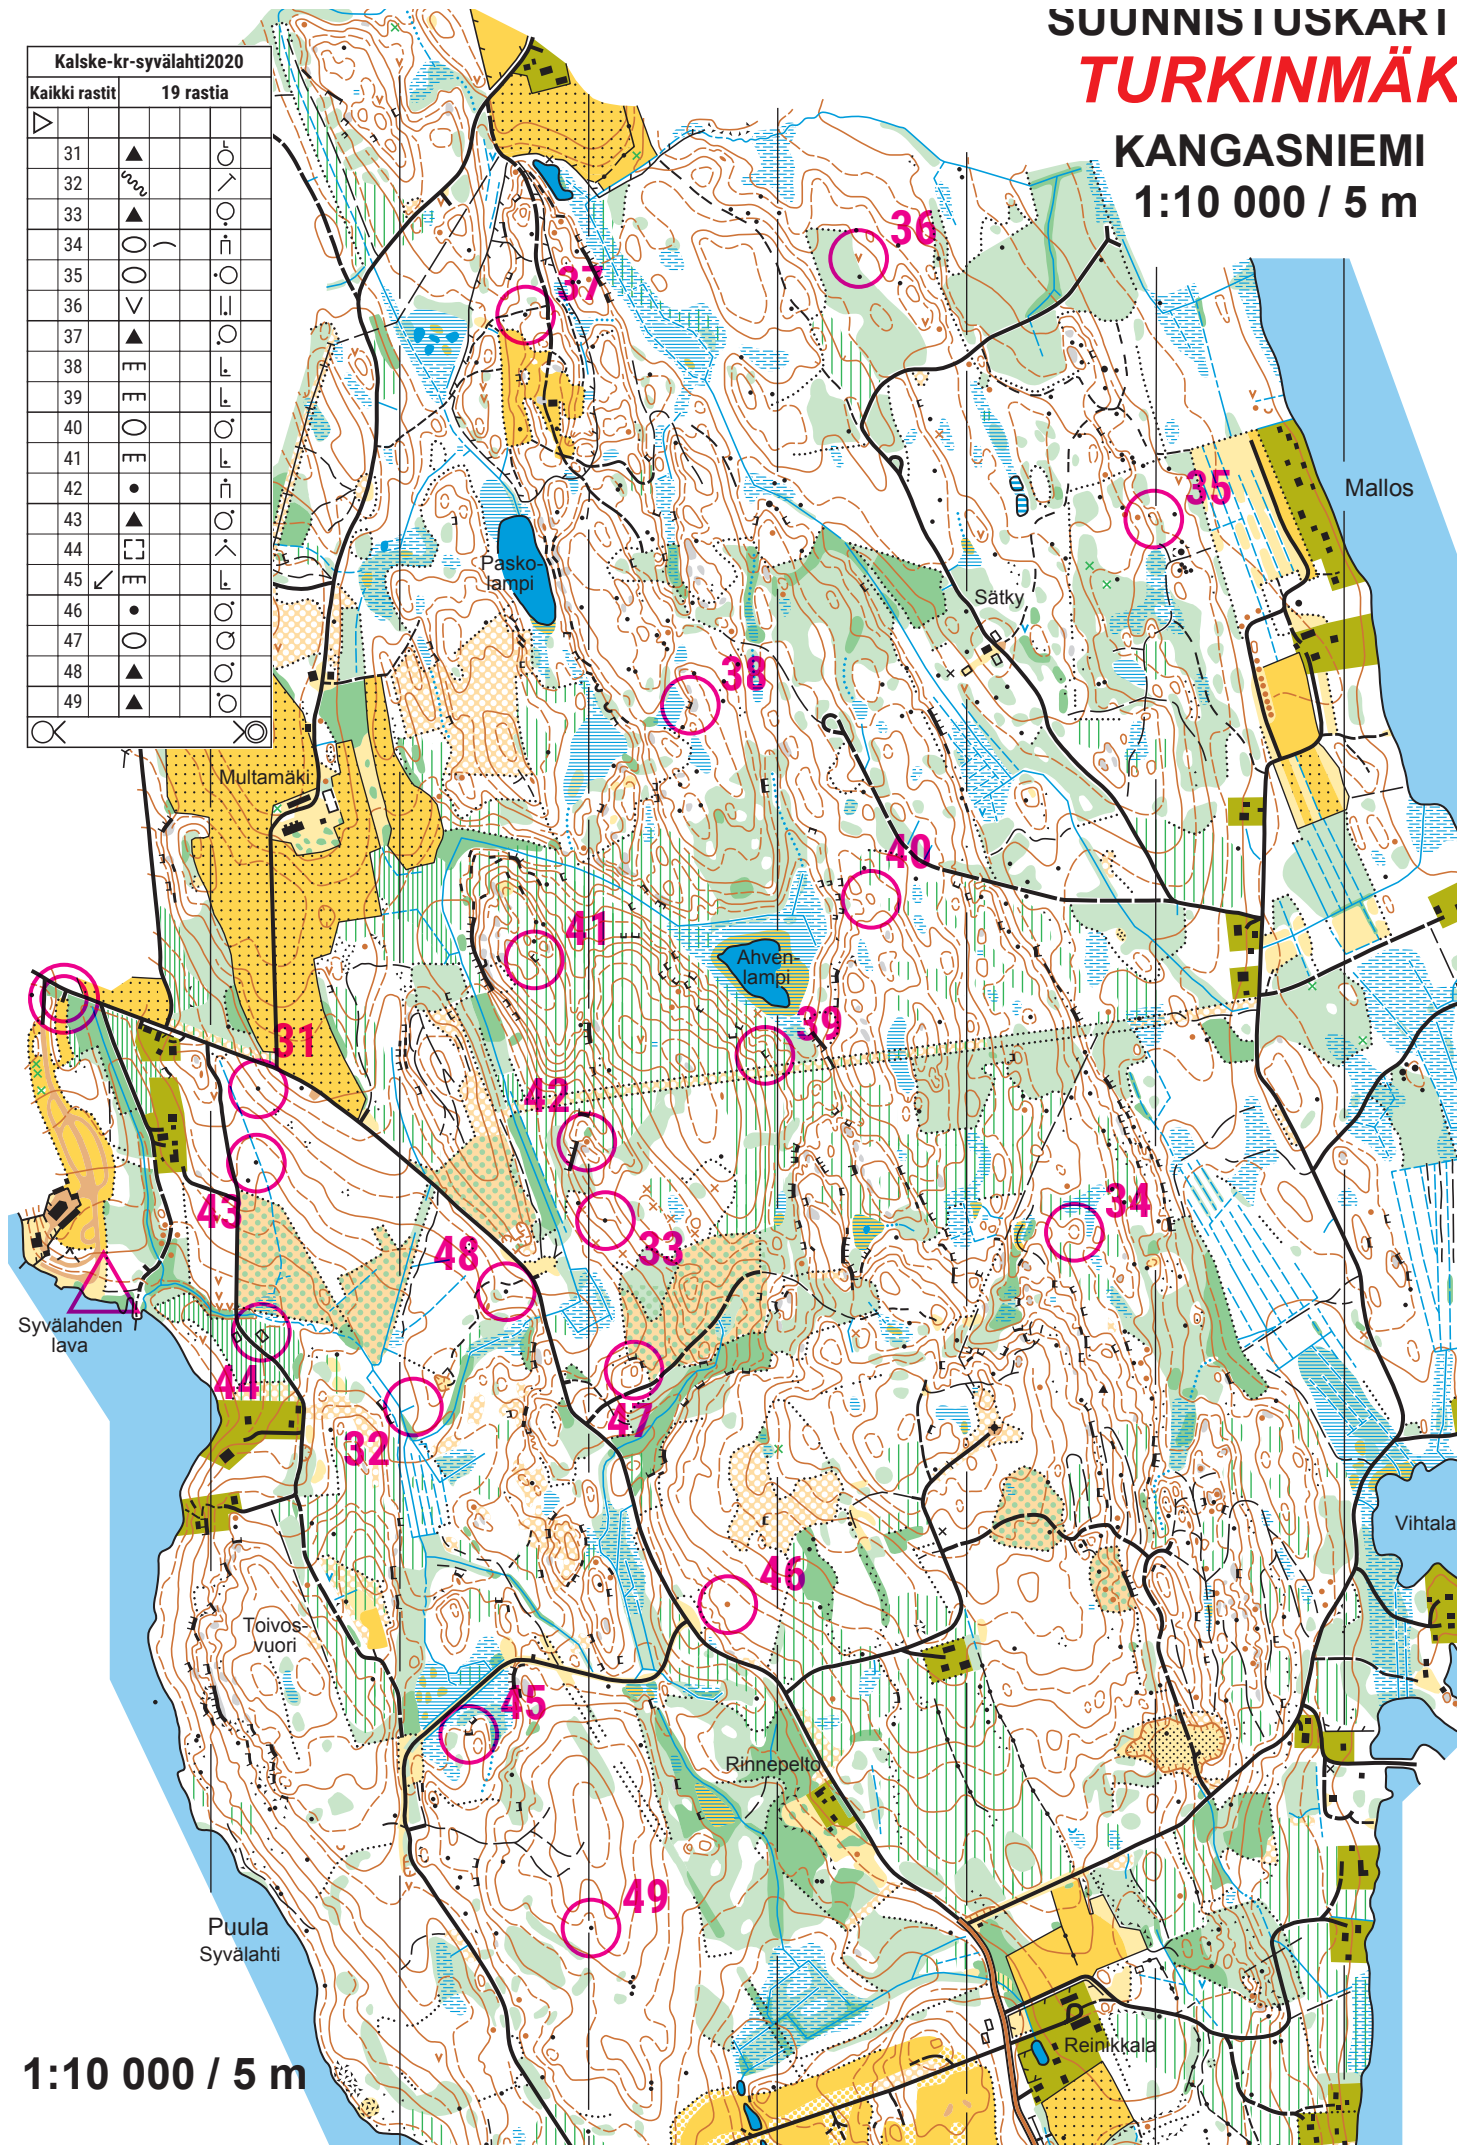 SUUNNISTUSKART
TURKINMÄK
KANGASNIEMI
1:10 000 / 5 m
Kalske-kr-syvälahti2020
Kaikki rastit 19 rastia
31
32
33
34
35
36
37
38
39
40
41
42
43
44
45
46
47
48
49
36
37
35
Mallos
Pasko-
lampi
Sätky
38
Multamäki
40
41
Ahven-
lampi
39
31
42
43
34
33
48
Syvälahden
lava
44
47
32
Vihtala
46
Toivos-
vuori
45
Rinnepelto
49
Puula
Syvälahti
Reinikkala
1:10 000 / 5 m